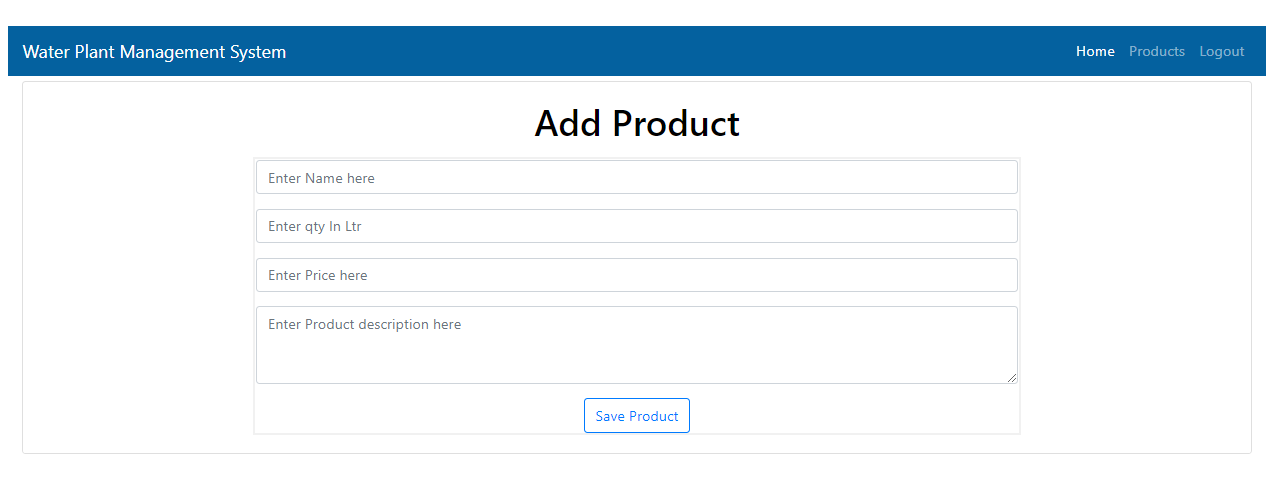 Water Plant Management System Home Products Logout
Add Product
Enter Name here
Enter qty In Ltr
Enter Price here
Enter Product description here
Save Product